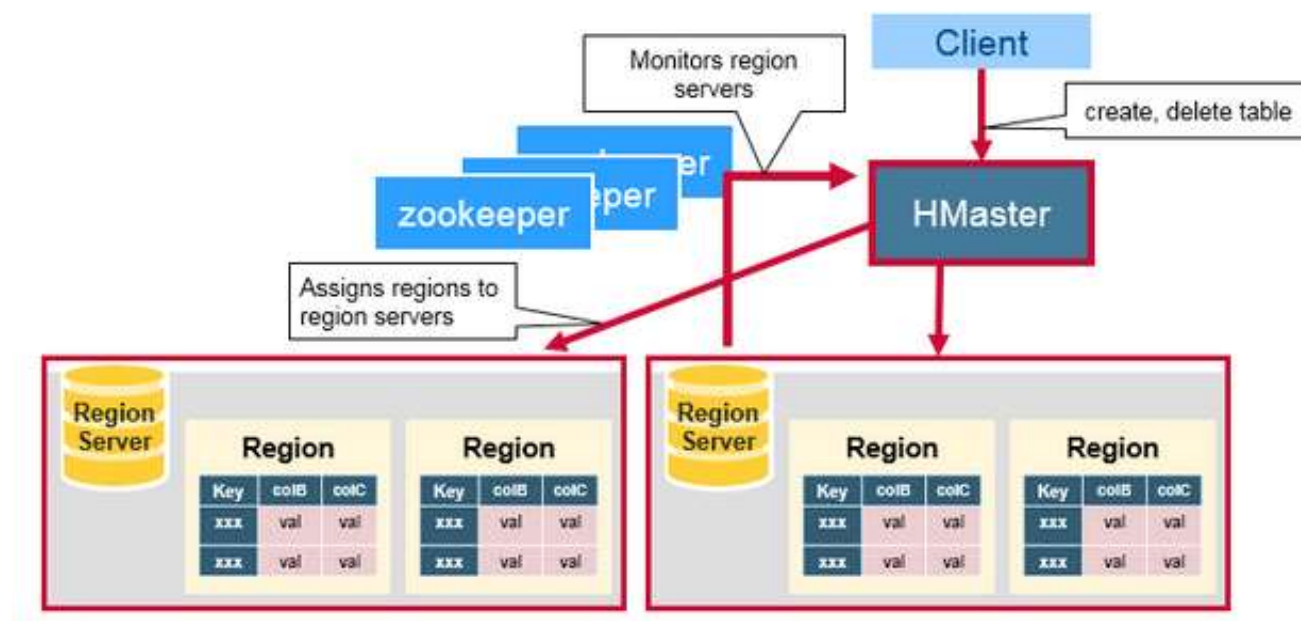 Client
Monitors region
servers
create, delete table
er
eper
zookeeper
HMaster
Assigns regions to
region servers
Region
Server
Region
Key colB colC
xxx val val
xxx val val
Region
Key colB colC
xxx val val
xxx val val
Region
Server
Region
Key colB colC
xxx val val
xxx val val
Region
Key colB colC
xxx val val
xxx val val